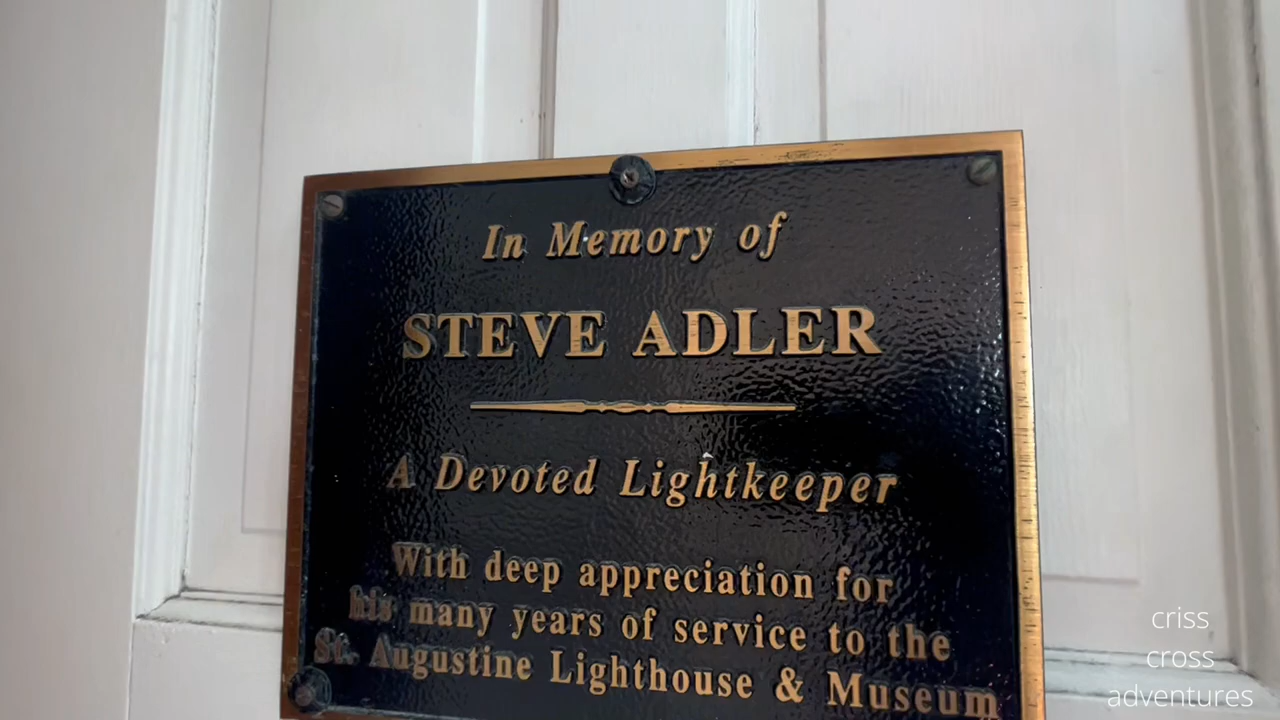 In Memory of
STEVE ADLER
A Devoted Lightkeeper
With deep appreciation for
his many years of service to the
St. Augustine Lighthouse & Museum
criss
cross
adventures